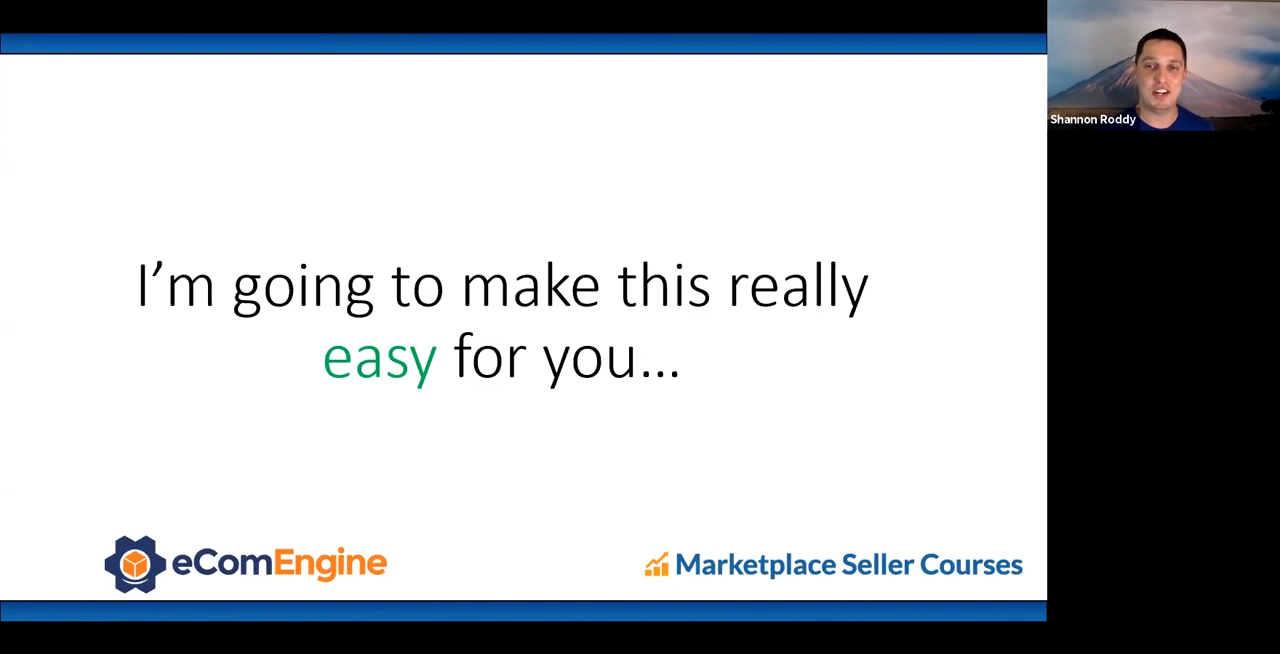 Shannon Roddy
I’m going to make this really
easy for you...
eComEngine
Marketplace Seller Courses